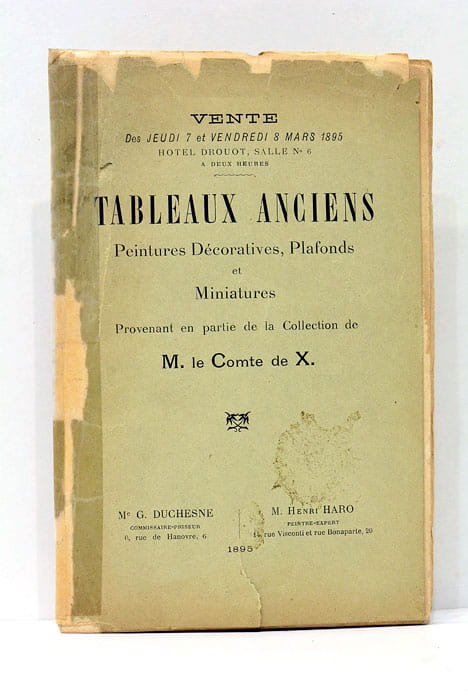 VENTE
Des JEUDI 7 et VENDREDI 8 MARS 1895
HOTEL DROUOT, SALLE No 6
A DEUX HEURES
TABLEAUX ANCIENS
Peintures Décoratives, Plafonds
et
Miniatures
Provenant en partie de la Collection de
M. le Comte de X.
Me G. DUCHESNE
COMMISSAIRE-PRISEUR
6, rue de Hanovre, 6
M. HENRI HARO
PEINTRE-EXPERT
rue Visconti et rue Bonaparte, 20
1895